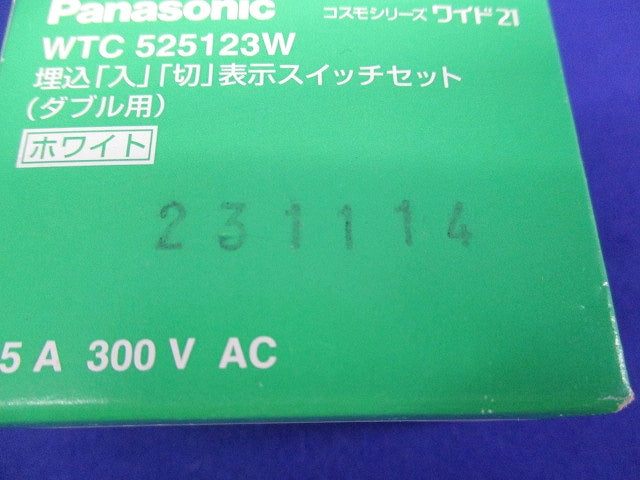 Panasonic コスモシリーズ ワイド21
WTC 525123W
埋込「入」「切」表示スイッチセット
(ダブル用)
ホワイト
231114
5 A 300 V AC